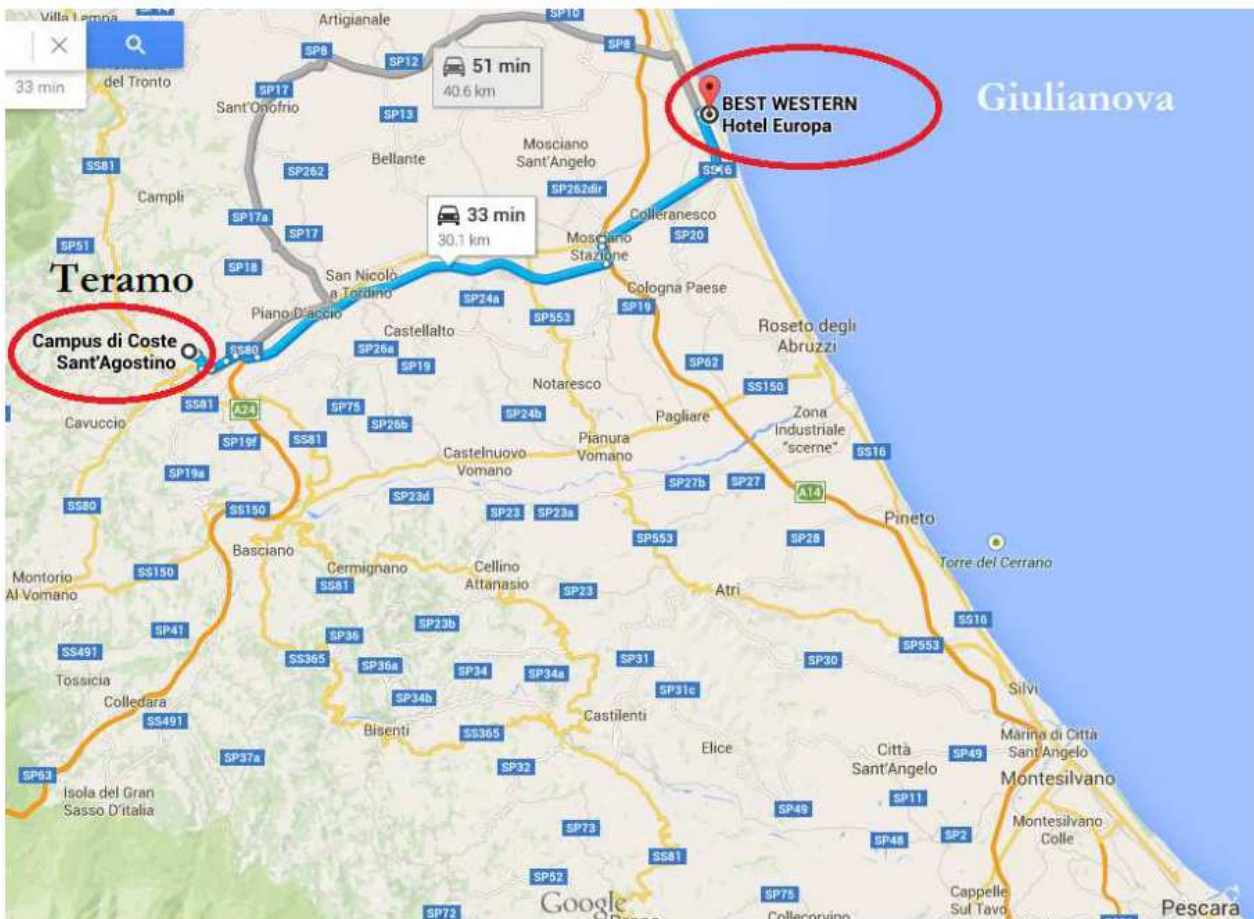 Villa Lempa
Artigianale
SP10
33 min
del Tronto
SP8
SP12
SP8
51 min
40.6 km
SP17
Sant'Onofrio
SP13
BEST WESTERN
Hotel Europa
Giulianova
Mosciano
Sant'Angelo
Bellante
SS81
SP262
SS16
SP262dir
Campli
33 min
30.1 km
Colleranesco
SP17a
SP17
SP20
Mosciano
Stazione
SP51
Teramo
SP18
San Nicolò
a Tordino
SP24a
Cologna Paese
Piano D'accio
SP553
SP19
Roseto degli
Abruzzi
Campus di Coste
Sant'Agostino
SS80
Castellalto
SP26a
SP19
SP62
Notaresco
SS150
SS81
A24
SP75
SP24b
Pagliare
Zona
Industriale
"scerne"
Cavuccio
SP26b
SP19f
SS81
Pianura
Vomano
SS16
Castelnuovo
Vomano
SP19a
SP27b
SP27
SP23d
A14
SS80
SS150
SP23
SP23a
Pineto
SP553
SP28
Basciano
Torre del Cerrano
Cermignano
Cellino
Attanasio
SS150
Montorio
Al Vomano
SS81
SP23
Atri
SS16
SP41
SP23b
SP36
SP553
SS491
SS365
SP36a
SP34
SP34a
SP31
SP30
Tossicia
SP31c
Silvi
Colledara
SP34b
SS491
Castilenti
Bisenti
SS365
Marina di Città
Sant'Angelo
Elice
Città
Sant'Angelo
SP49
SP37a
SP32
SP63
Montesilvano
Isola del Gran
Sasso D'italia
SP11
SP49
Montesilvano
Colle
SP73
SP48
SP2
SS81
SP52
SP75
Cappelle
Sul Tavo
Google
SP72
Collecorvino
Pescara